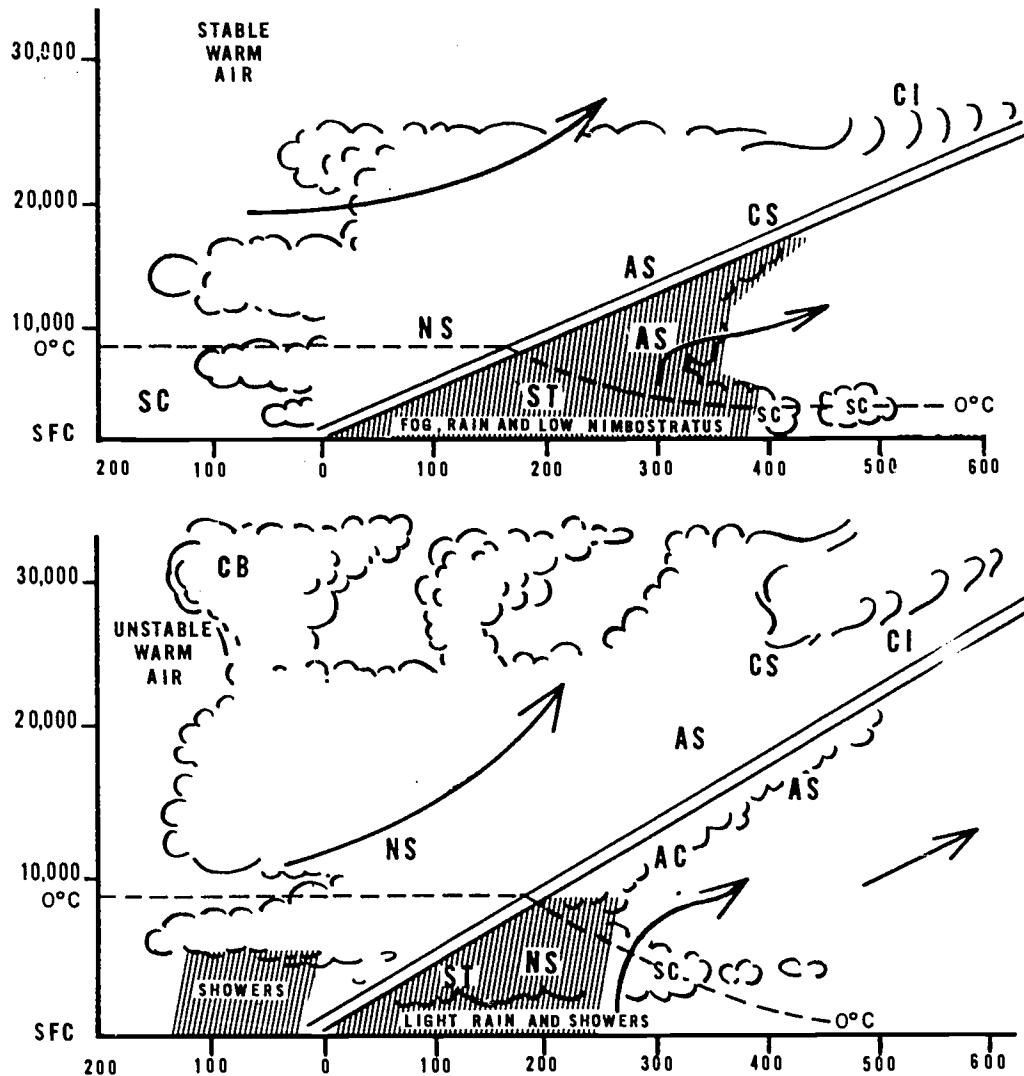 STABLE
WARM
AIR
30,000
CI
20,000
CS
AS
10,000
NS
AS
0°C
SC
ST
SC
SC
0°C
FOG, RAIN AND LOW NIMBOSTRATUS
SFC
200 100 0 100 200 300 400 500 600
CB
30,000
UNSTABLE
WARM
AIR
CI
CS
20,000
AS
AS
NS
AC
10,000
0°C
ST
NS
SC
SHOWERS
LIGHT RAIN AND SHOWERS
0°C
SFC
200 100 0 100 200 300 400 500 600